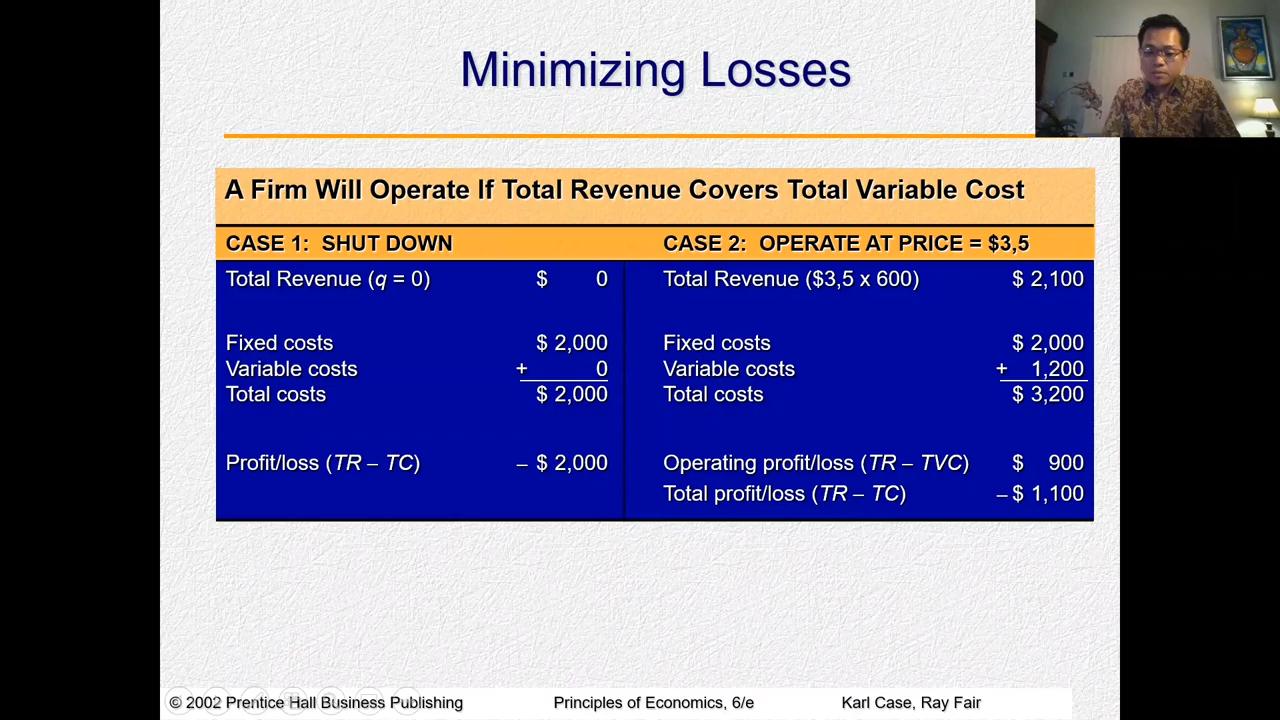 Minimizing Losses
A Firm Will Operate If Total Revenue Covers Total Variable Cost
CASE 1: SHUT DOWN
CASE 2: OPERATE AT PRICE = $3,5
Total Revenue (q = 0) $ 0
Total Revenue ($3,5 x 600) $ 2,100
Fixed costs $ 2,000
Fixed costs $ 2,000
Variable costs + 0
Variable costs + 1,200
Total costs $ 2,000
Total costs $ 3,200
Profit/loss (TR – TC) – $ 2,000
Operating profit/loss (TR – TVC) $ 900
Total profit/loss (TR – TC) – $ 1,100
© 2002 Prentice Hall Business Publishing Principles of Economics, 6/e Karl Case, Ray Fair